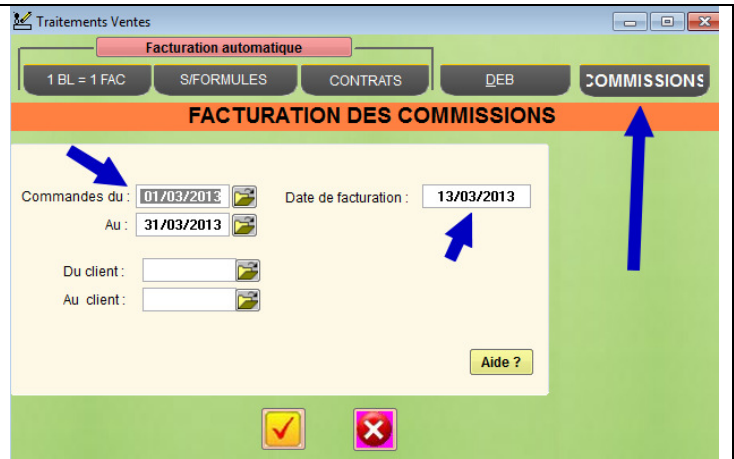 Traitements Ventes
Facturation automatique
1 BL = 1 FAC S/FORMULES CONTRATS DEB COMMISSIONS
FACTURATION DES COMMISSIONS
Commandes du : 01/03/2013 Date de facturation : 13/03/2013
Au : 31/03/2013
Du client :
Au client :
Aide ?